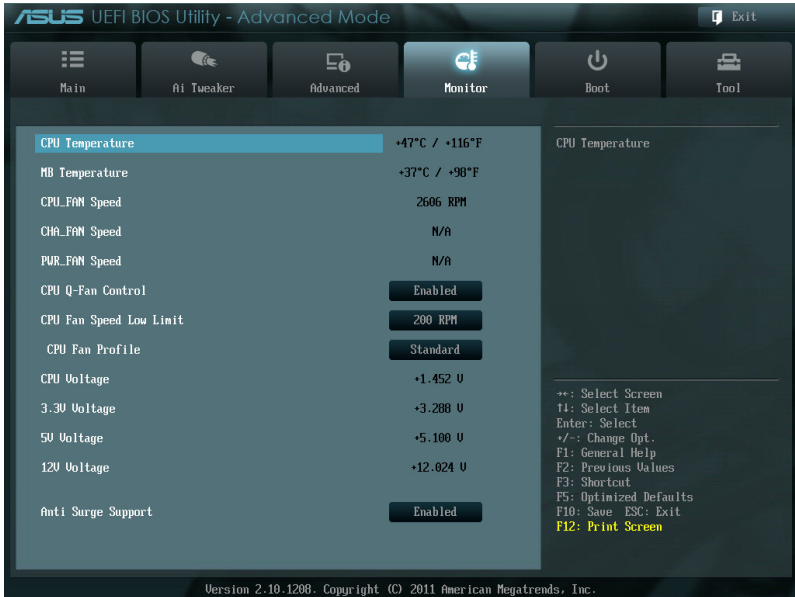 ASUS UEFI BIOS Utility - Advanced Mode
Exit
Main Ai Tweaker Advanced Monitor Boot Tool
CPU Temperature +47°C / +116°F
MB Temperature +37°C / +98°F
CPU_FAN Speed 2606 RPM
CHA_FAN Speed N/A
PWR_FAN Speed N/A
CPU Q-Fan Control Enabled
CPU Fan Speed Low Limit 200 RPM
CPU Fan Profile Standard
CPU Voltage +1.452 V
3.3V Voltage +3.288 V
5V Voltage +5.100 V
12V Voltage +12.024 V
Anti Surge Support Enabled
CPU Temperature
→←: Select Screen
↑↓: Select Item
Enter: Select
+/-: Change Opt.
F1: General Help
F2: Previous Values
F3: Shortcut
F5: Optimized Defaults
F10: Save ESC: Exit
F12: Print Screen
Version 2.10.1208. Copyright (C) 2011 American Megatrends, Inc.